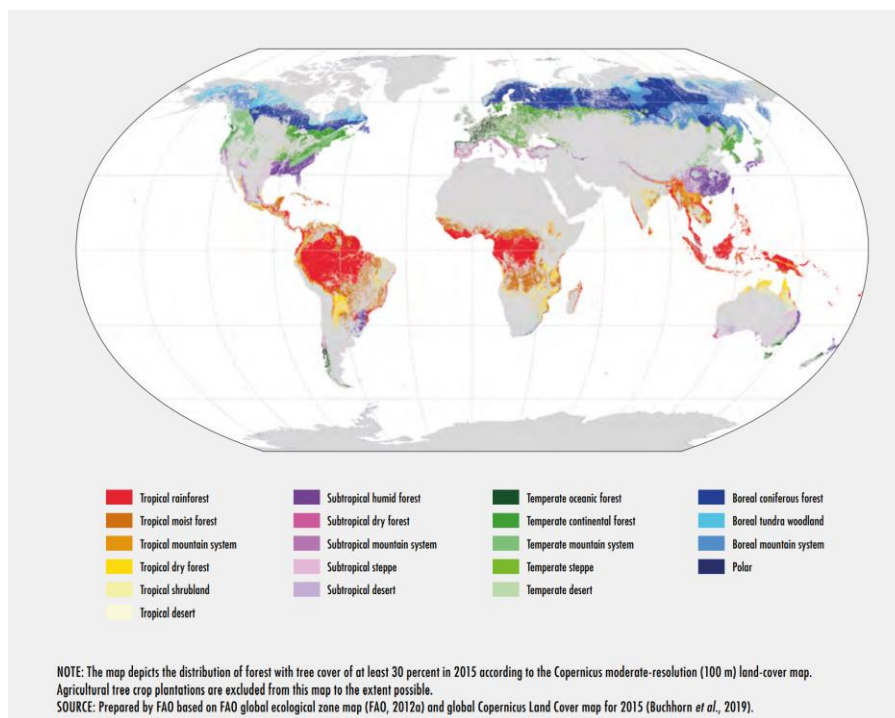 Tropical rainforest
Tropical moist forest
Tropical mountain system
Tropical dry forest
Tropical shrubland
Tropical desert
Subtropical humid forest
Subtropical dry forest
Subtropical mountain system
Subtropical steppe
Subtropical desert
Temperate oceanic forest
Temperate continental forest
Temperate mountain system
Temperate steppe
Temperate desert
Boreal coniferous forest
Boreal tundra woodland
Boreal mountain system
Polar
NOTE: The map depicts the distribution of forest with tree cover of at least 30 percent in 2015 according to the Copernicus moderate-resolution (100 m) land-cover map.
Agricultural tree crop plantations are excluded from this map to the extent possible.
SOURCE: Prepared by FAO based on FAO global ecological zone map (FAO, 2012a) and global Copernicus Land Cover map for 2015 (Buchhorn et al., 2019).